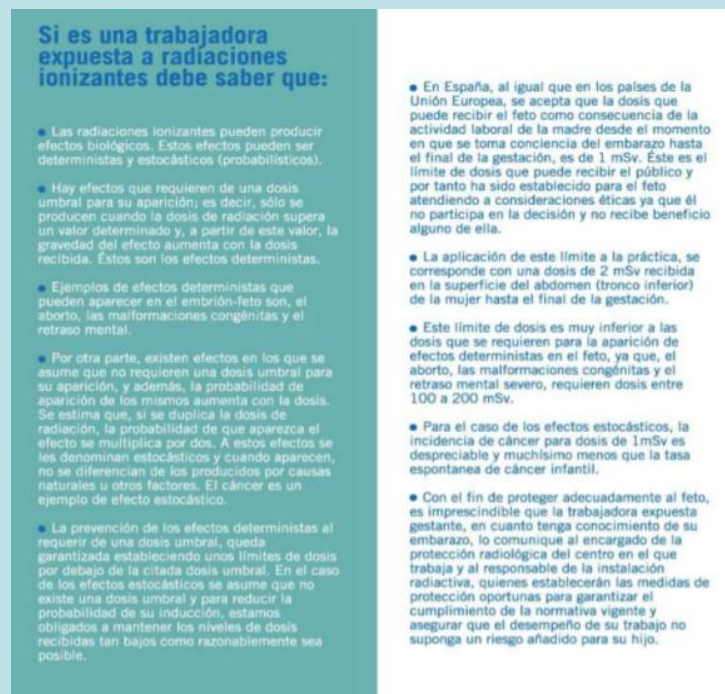 Si es una trabajadora
expuesta a radiaciones
ionizantes debe saber que:
• Las radiaciones ionizantes pueden producir
efectos biológicos. Estos efectos pueden ser
deterministas y estocásticos (probabilísticos).
• Hay efectos que requieren de una dosis
umbral para su aparición; es decir, sólo se
producen cuando la dosis de radiación supera
un valor determinado y, a partir de este valor, la
gravedad del efecto aumenta con la dosis
recibida. Éstos son los efectos deterministas.
• Ejemplos de efectos deterministas que
pueden aparecer en el embrión-feto son, el
aborto, las malformaciones congénitas y el
retraso mental.
• Por otra parte, existen efectos en los que se
asume que no requieren una dosis umbral para
su aparición, y además, la probabilidad de
aparición de los mismos aumenta con la dosis.
Se estima que, si se duplica la dosis de
radiación, la probabilidad de que aparezca el
efecto se multiplica por dos. A estos efectos se
les denominan estocásticos y cuando aparecen,
no se diferencian de los producidos por causas
naturales u otros factores. El cáncer es un
ejemplo de efecto estocástico.
• La prevención de los efectos deterministas al
requerir de una dosis umbral, queda
garantizada estableciendo unos límites de dosis
por debajo de la citada dosis umbral. En el caso
de los efectos estocásticos se asume que no
existe una dosis umbral y para reducir la
probabilidad de su inducción, estamos
obligados a mantener los niveles de dosis
recibidas tan bajos como razonablemente sea
posible.
• En España, al igual que en los países de la
Unión Europea, se acepta que la dosis que
puede recibir el feto como consecuencia de la
actividad laboral de la madre desde el momento
en que se toma conciencia del embarazo hasta
el final de la gestación, es de 1 mSv. Éste es el
límite de dosis que puede recibir el público y
por tanto ha sido establecido para el feto
atendiendo a consideraciones éticas ya que él
no participa en la decisión y no recibe beneficio
alguno de ella.
• La aplicación de este límite a la práctica, se
corresponde con una dosis de 2 mSv recibida
en la superficie del abdomen (tronco inferior)
de la mujer hasta el final de la gestación.
• Este límite de dosis es muy inferior a las
dosis que se requieren para la aparición de
efectos deterministas en el feto, ya que, el
aborto, las malformaciones congénitas y el
retraso mental severo, requieren dosis entre
100 a 200 mSv.
• Para el caso de los efectos estocásticos, la
incidencia de cáncer para dosis de 1mSv es
despreciable y muchísimo menos que la tasa
espontanea de cáncer infantil.
• Con el fin de proteger adecuadamente al feto,
es imprescindible que la trabajadora expuesta
gestante, en cuanto tenga conocimiento de su
embarazo, lo comunique al encargado de la
protección radiológica del centro en el que
trabaja y al responsable de la instalación
radiactiva, quienes establecerán las medidas de
protección oportunas para garantizar el
cumplimiento de la normativa vigente y
asegurar que el desempeño de su trabajo no
suponga un riesgo añadido para su hijo.